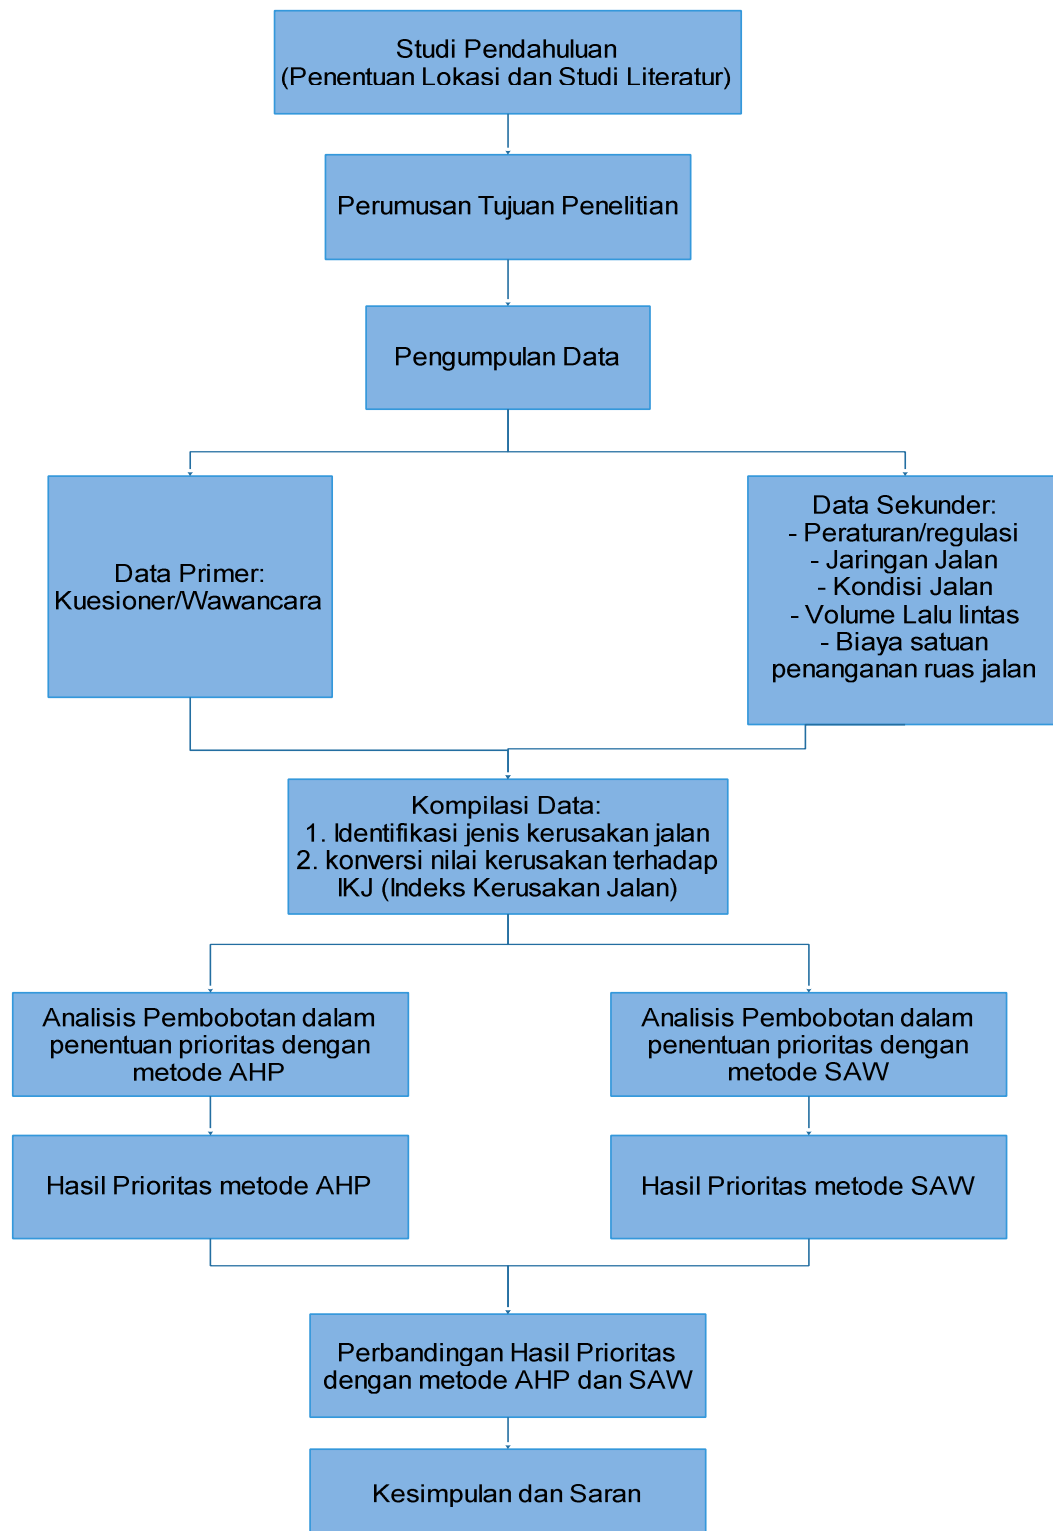 Studi Pendahuluan
(Penentuan Lokasi dan Studi Literatur)
Perumusan Tujuan Penelitian
Pengumpulan Data
Data Primer:
Kuesioner/Wawancara
Data Sekunder:
- Peraturan/regulasi
- Jaringan Jalan
- Kondisi Jalan
- Volume Lalu lintas
- Biaya satuan
penanganan ruas jalan
Kompilasi Data:
1. Identifikasi jenis kerusakan jalan
2. konversi nilai kerusakan terhadap
IKJ (Indeks Kerusakan Jalan)
Analisis Pembobotan dalam
penentuan prioritas dengan
metode AHP
Analisis Pembobotan dalam
penentuan prioritas dengan
metode SAW
Hasil Prioritas metode AHP
Hasil Prioritas metode SAW
Perbandingan Hasil Prioritas
dengan metode AHP dan SAW
Kesimpulan dan Saran